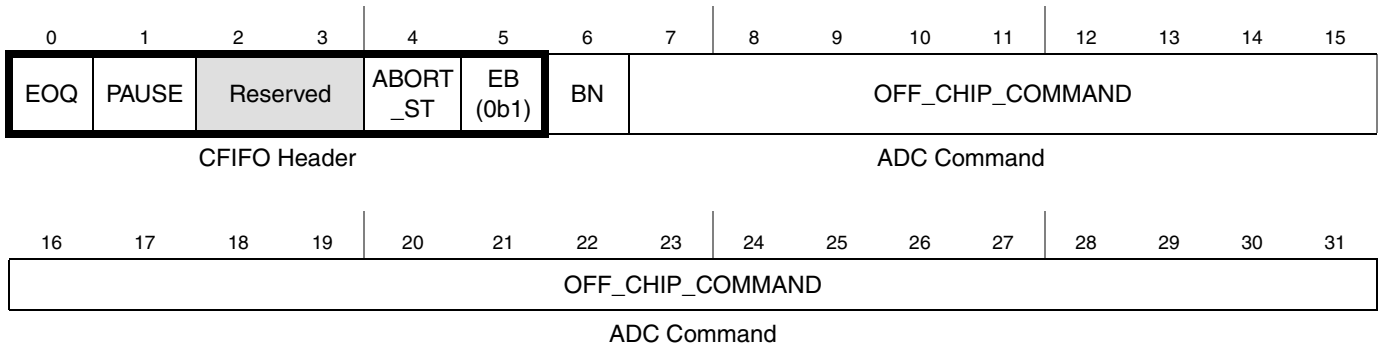 0 1 2 3 4 5 6 7 8 9 10 11 12 13 14 15
EOQ PAUSE Reserved ABORT _ST EB (0b1) BN OFF_CHIP_COMMAND
CFIFO Header ADC Command
16 17 18 19 20 21 22 23 24 25 26 27 28 29 30 31
OFF_CHIP_COMMAND
ADC Command